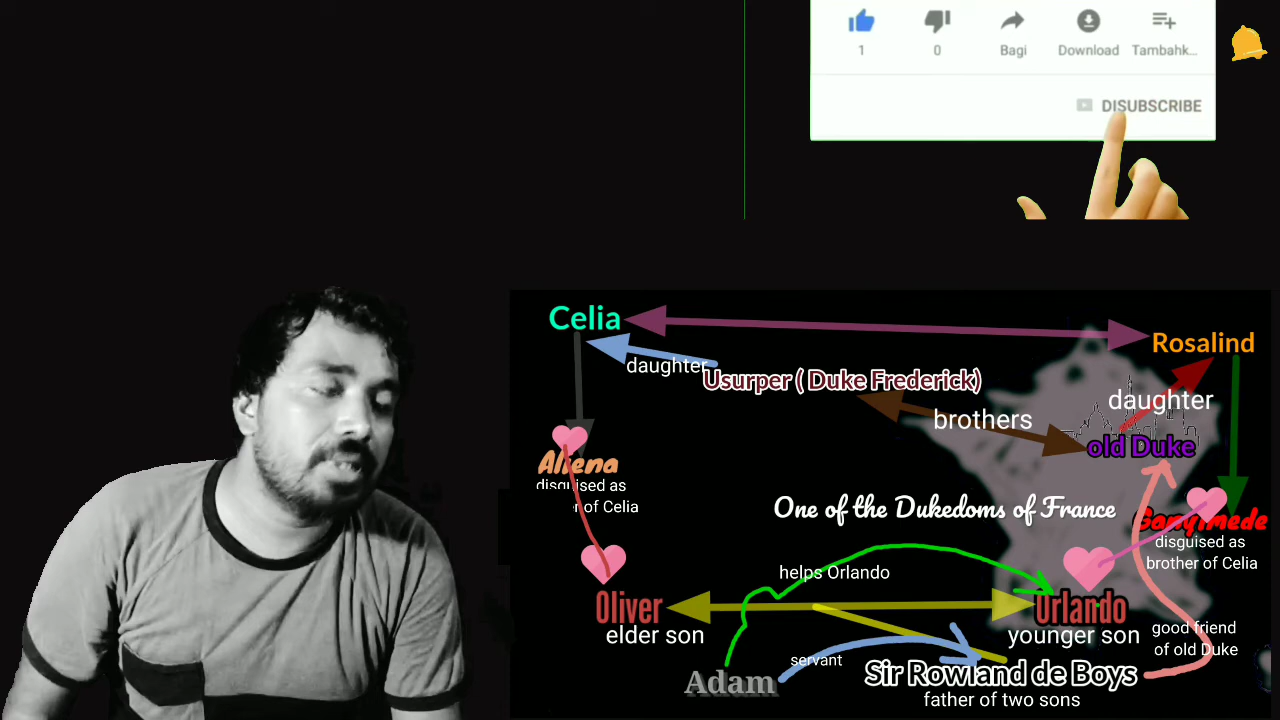 1 0 Bagi Download Tambahk...
DISUBSCRIBE
Celia
Rosalind
daughter
Usurper ( Duke Frederick)
daughter
brothers
old Duke
Aliena
disguised as
of Celia
One of the Dukedoms of France
Ganymede
disguised as
brother of Celia
helps Orlando
Oliver
elder son
Urlando
younger son
good friend
of old Duke
servant
Adam
Sir Rowland de Boys
father of two sons